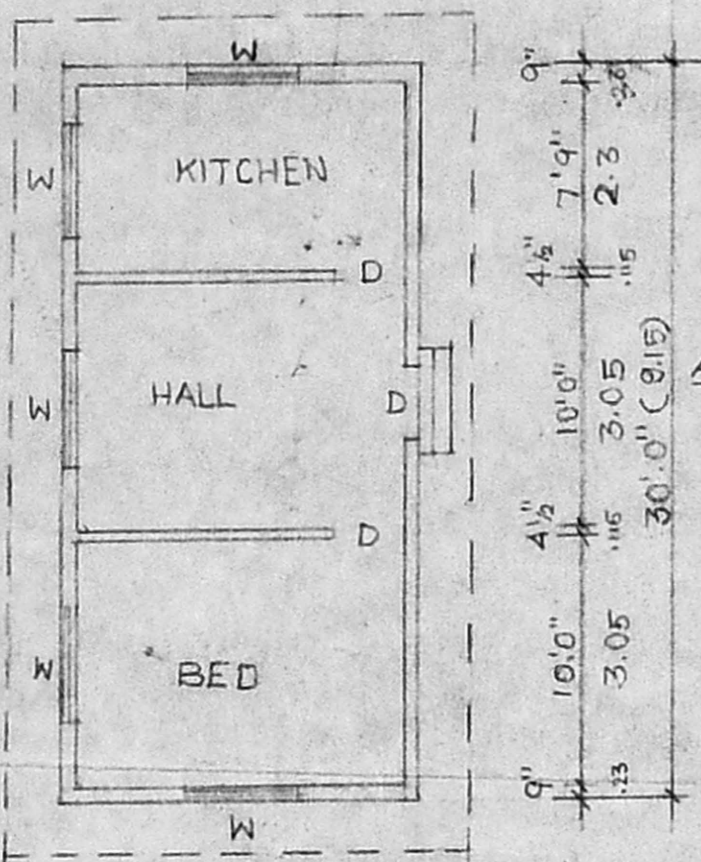 W
KITCHEN
W
D
HALL
W
D
D
BED
W
W
9"
7'9"
2.3
4½"
.115
10'0"
3.05
30'.0" (9.15)
4½"
.115
10'.0"
3.05
9"
.23